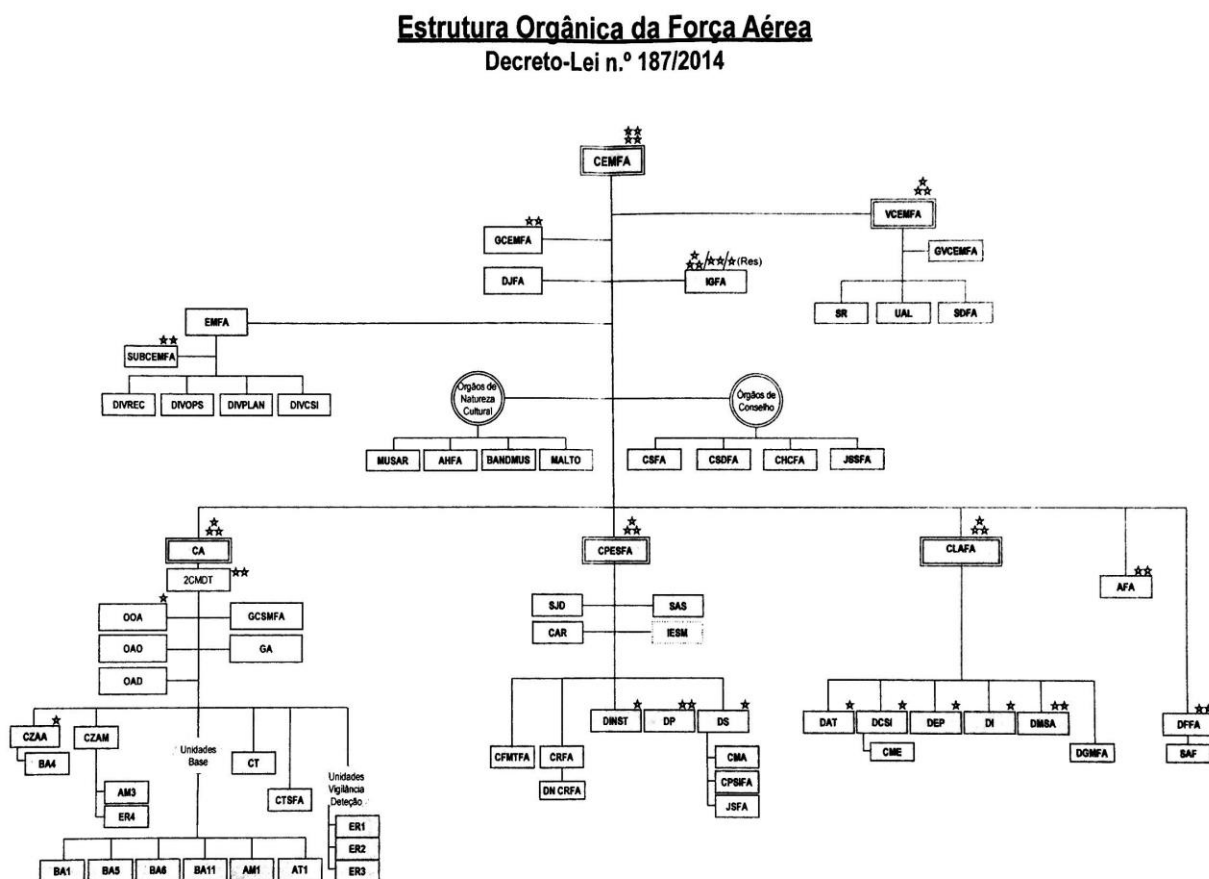 Estrutura Orgânica da Força Aérea
Decreto-Lei n.º 187/2014
CEMFA
VCEMFA
GCEMFA
GVCEMFA
(Res)
DJFA
IGFA
SR
UAL
SDFA
EMFA
SUBCEMFA
DIVREC
DIVOPS
DIVPLAN
DIVCSI
Órgãos de
Natureza
Cultural
Órgãos de
Conselho
MUSAR
AHFA
BANDMUS
MALTO
CSFA
CSDFA
CHCFA
JSSFA
CA
CPESFA
CLAFA
2CMDT
AFA
OOA
GCSMFA
SJD
SAS
OAO
GA
CAR
IESM
OAD
CZAA
CZAM
Unidades
Base
CT
BA4
CTSFA
Unidades
Vigilância
Deteção
AM3
ER4
ER1
ER2
ER3
BA1
BA5
BA6
BA11
AM1
AT1
CFMTFA
CRFA
DINST
DP
DS
DN CRFA
CMA
CPSIFA
JSFA
DAT
DCSI
DEP
DI
DMSA
DGMFA
CME
DFFA
SAF